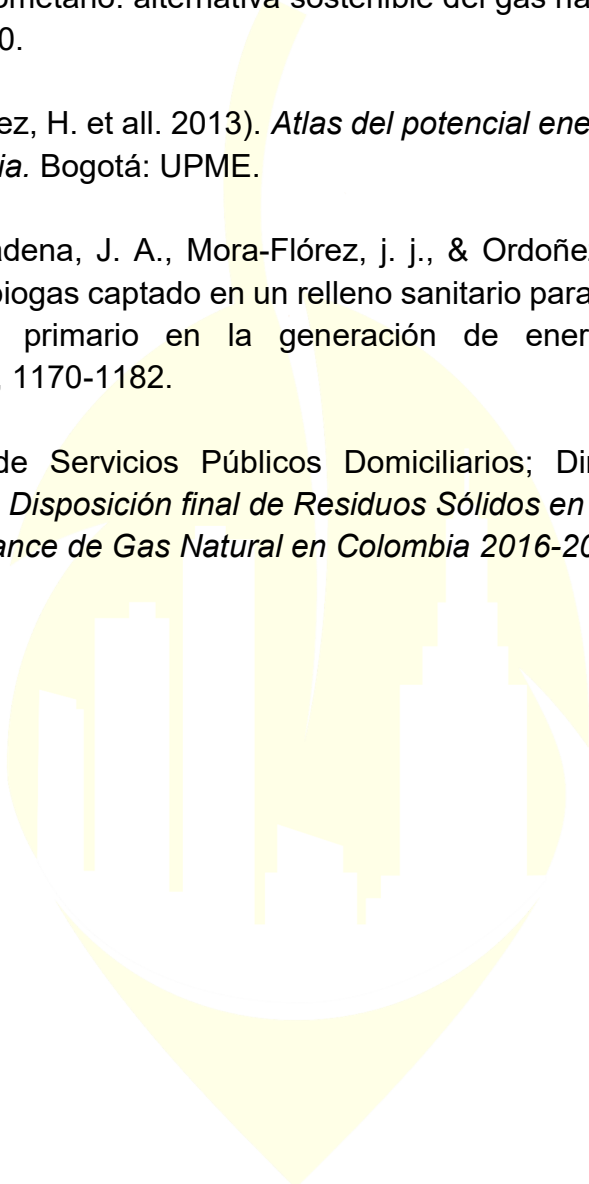 ometano: alternativa sostenible del gas na
0.
ez, H. et all. 2013). Atlas del potencial ene
ia. Bogotá: UPME.
adena, J. A., Mora-Flórez, j. j., & Ordoñe
biogas captado en un relleno sanitario para
primario en la generación de ener
, 1170-1182.
de Servicios Públicos Domiciliarios; Di
Disposición final de Residuos Sólidos en
ance de Gas Natural en Colombia 2016-20